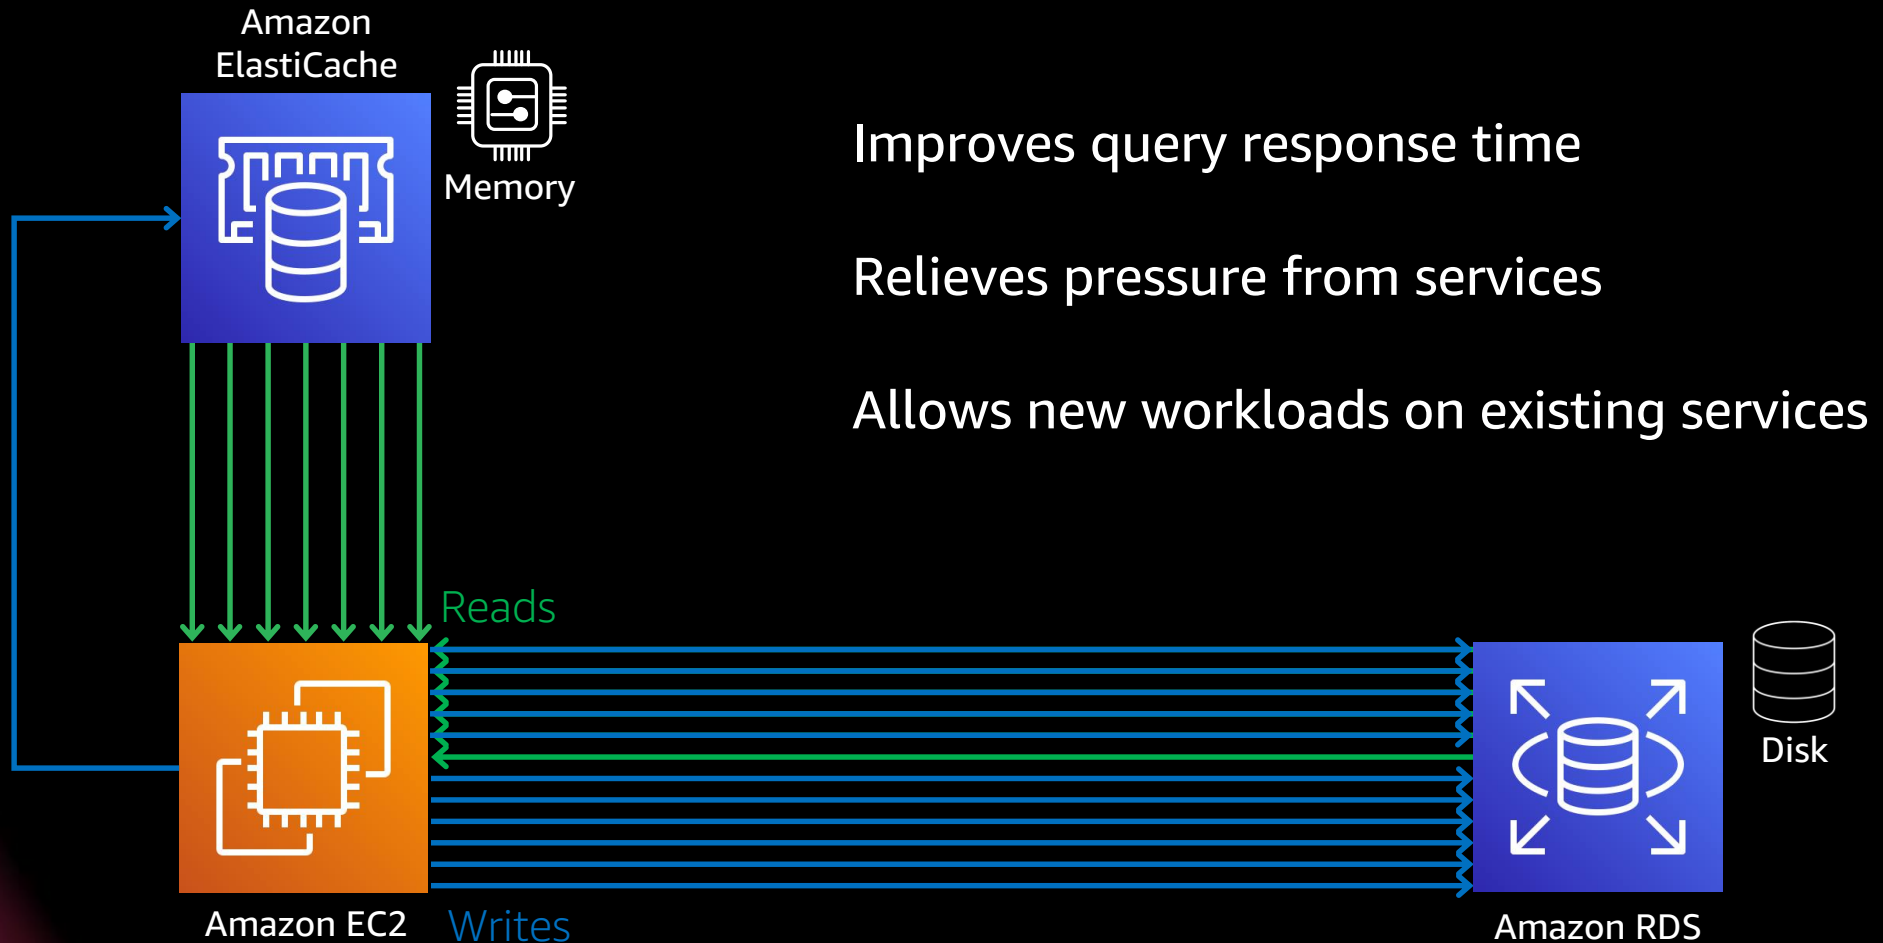 Amazon
ElastiCache
Memory
Improves query response time
Relieves pressure from services
Allows new workloads on existing services
Reads
Disk
Amazon EC2
Writes
Amazon RDS